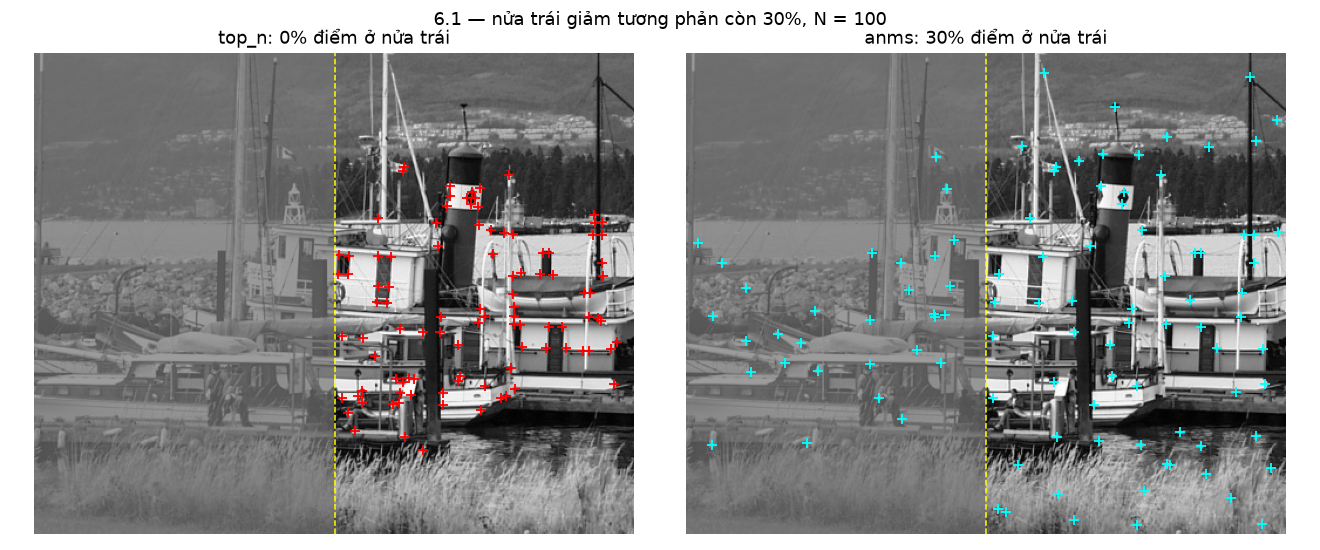 6.1 — nửa trái giảm tương phản còn 30%, N = 100
top_n: 0% điểm ở nửa trái
anms: 30% điểm ở nửa trái